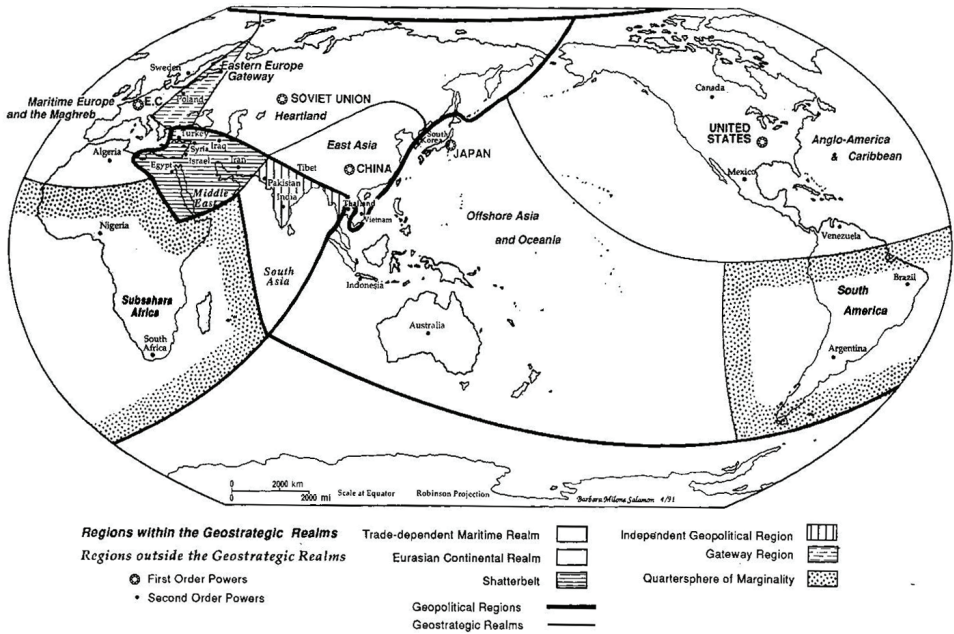 Sweden
Eastern Europe
Gateway
Maritime Europe
and the Maghreb
E.C.
Poland
SOVIET UNION
Heartland
Canada
UNITED
STATES
Anglo-America
& Caribbean
Turkey
Syria
Iraq
Israel
Iran
Algeria
Egypt
Middle
East
East Asia
South
Korea
JAPAN
CHINA
Tibet
Pakistan
India
Thailand
Vietnam
Mexico
Offshore Asia
and Oceania
Nigeria
Venezuela
South
Asia
Indonesia
Brazil
South
America
Subsahara
Africa
South
Africa
Australia
Argentina
0 2000 km
0 2000 mi
Scale at Equator Robinson Projection
Barbara Milone Salamon 4/91
Regions within the Geostrategic Realms
Regions outside the Geostrategic Realms
First Order Powers
Second Order Powers
Trade-dependent Maritime Realm
Eurasian Continental Realm
Shatterbelt
Geopolitical Regions
Geostrategic Realms
Independent Geopolitical Region
Gateway Region
Quartersphere of Marginality